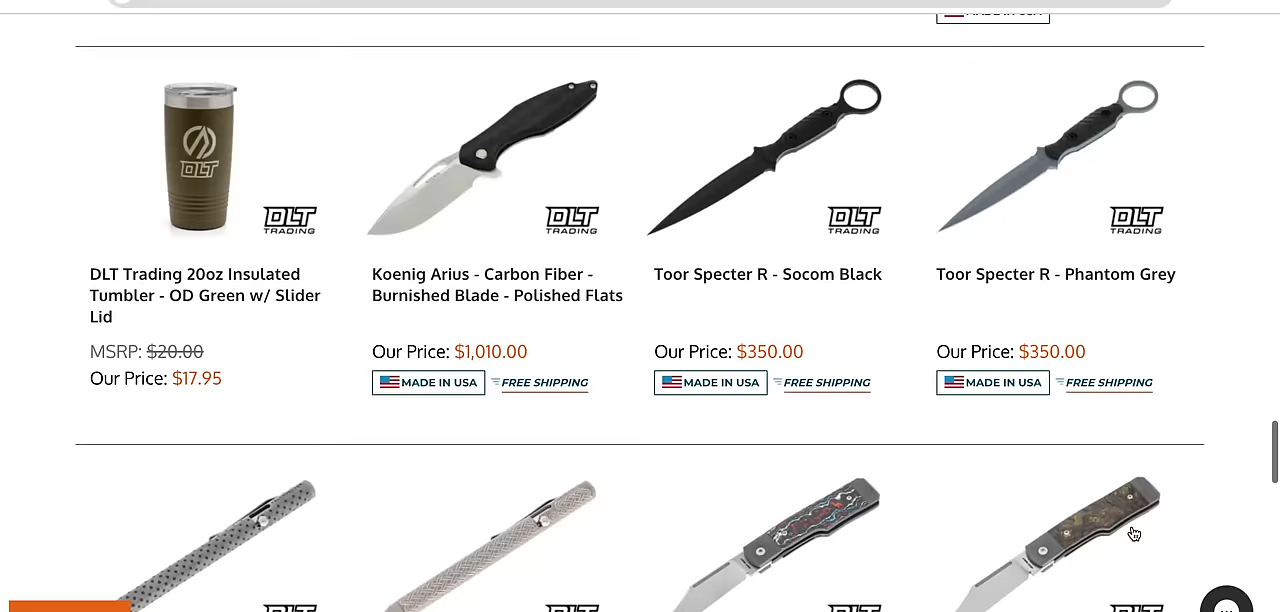 DLT
DLT
TRADING
DLT
TRADING
DLT
TRADING
DLT
TRADING
DLT Trading 20oz Insulated
Tumbler - OD Green w/ Slider
Lid
MSRP: $20.00
Our Price: $17.95
Koenig Arius - Carbon Fiber -
Burnished Blade - Polished Flats
Our Price: $1,010.00
MADE IN USA FREE SHIPPING
Toor Specter R - Socom Black
Our Price: $350.00
MADE IN USA FREE SHIPPING
Toor Specter R - Phantom Grey
Our Price: $350.00
MADE IN USA FREE SHIPPING